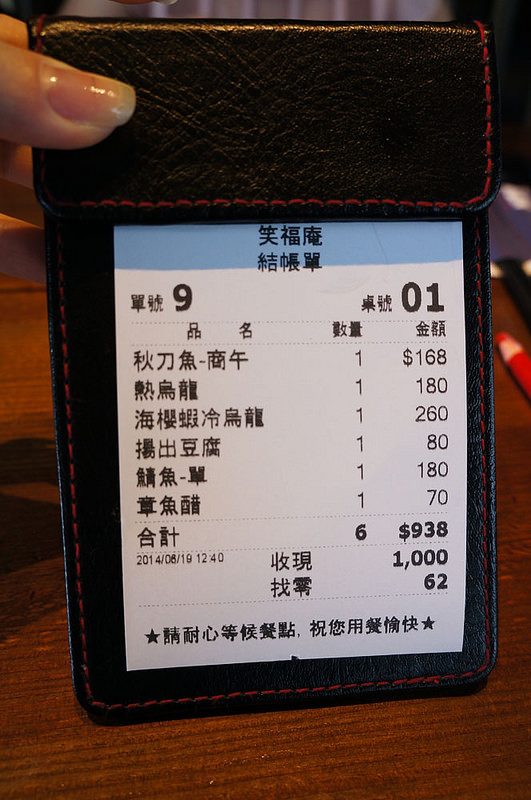 笑福庵
結帳單
單號 9 桌號 01
品 名 數量 金額
秋刀魚-商午 1 $168
熱烏龍 1 180
海櫻蝦冷烏龍 1 260
揚出豆腐 1 80
鯖魚-單 1 180
章魚醋 1 70
合計 6 $938
2014/06/19 12:40 收現 1,000
找零 62
★請耐心等候餐點, 祝您用餐愉快★